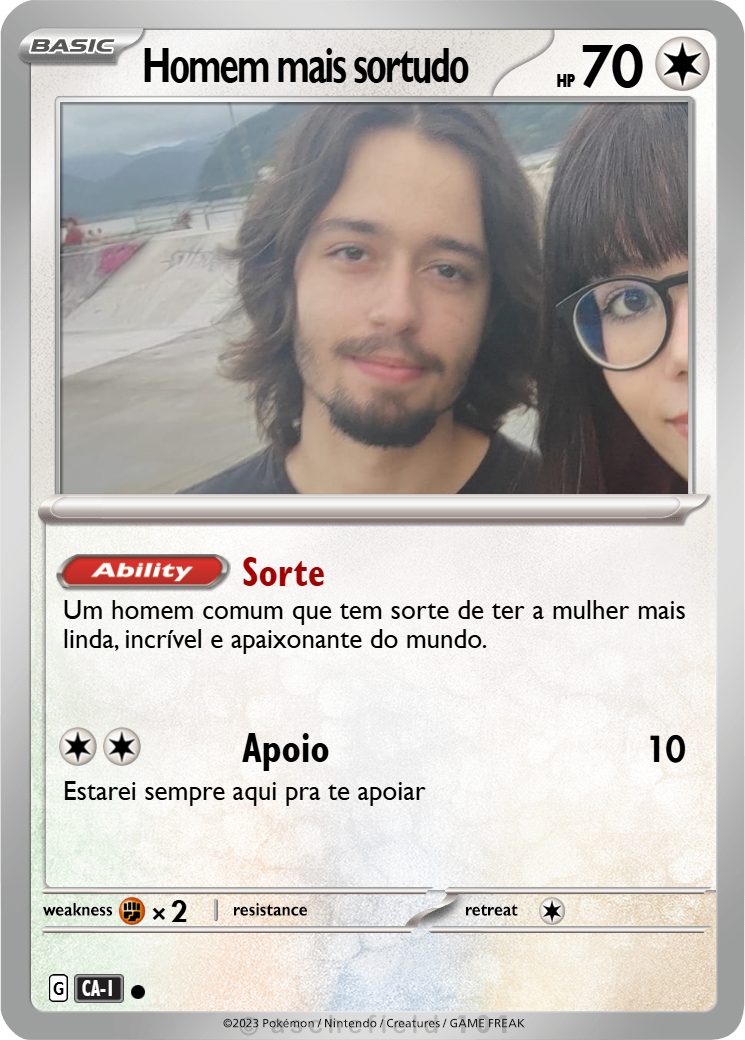 BASIC
Homem mais sortudo
HP 70
Ability Sorte
Um homem comum que tem sorte de ter a mulher mais
linda, incrível e apaixonante do mundo.
Apoio 10
Estarei sempre aqui pra te apoiar
weakness × 2 resistance retreat
G CA-I
©2023 Pokémon / Nintendo / Creatures / GAME FREAK